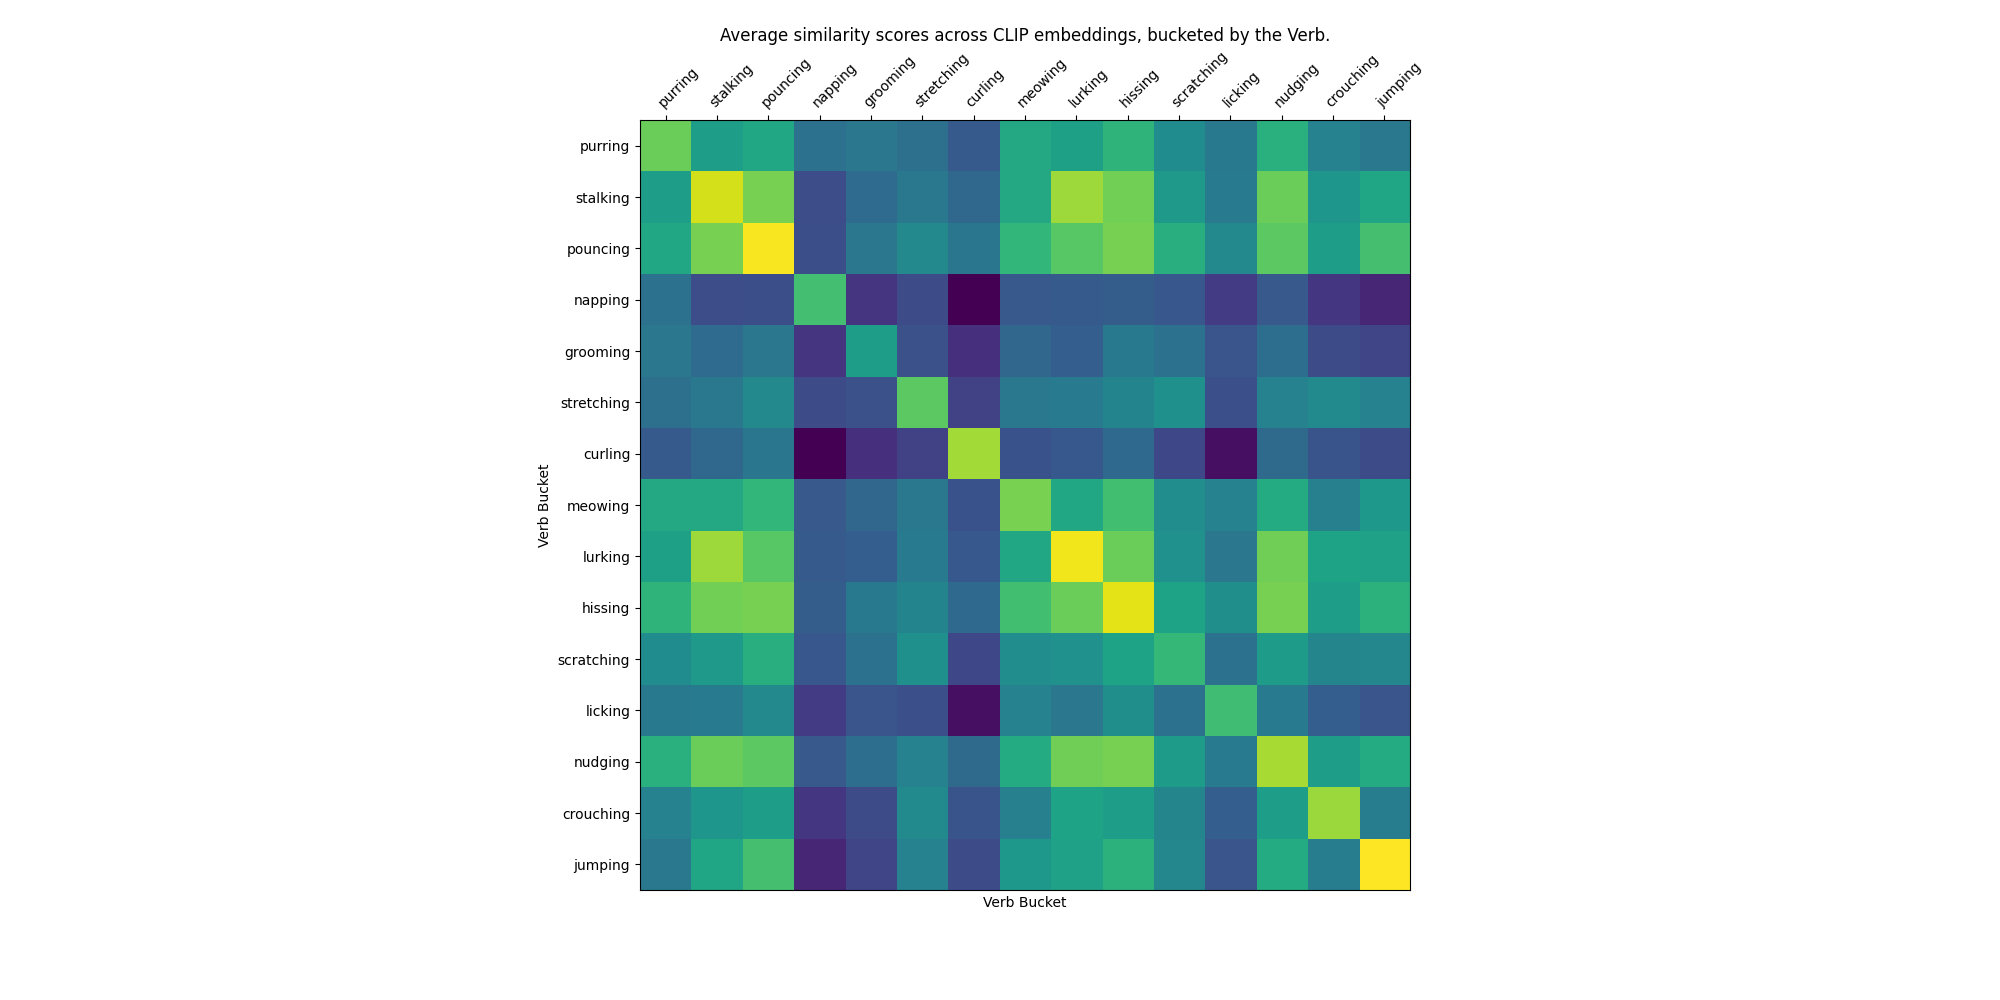 Average similarity scores across CLIP embeddings, bucketed by the Verb.
purring
stalking
pouncing
napping
grooming
stretching
curling
meowing
lurking
hissing
scratching
licking
nudging
crouching
jumping
purring
stalking
pouncing
napping
grooming
stretching
curling
meowing
lurking
hissing
scratching
licking
nudging
crouching
jumping
Verb Bucket
Verb Bucket